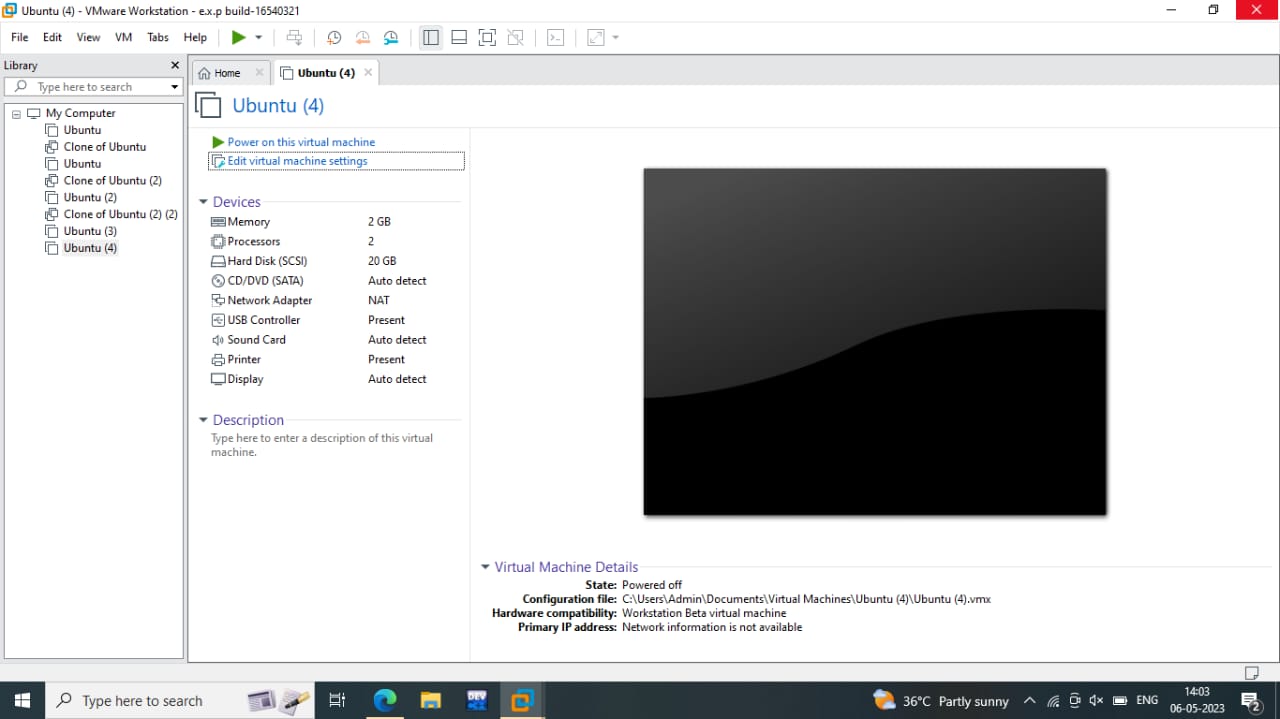 Ubuntu (4) - VMware Workstation - e.x.p build-16540321
File Edit View VM Tabs Help
Library
Type here to search
My Computer
Ubuntu
Clone of Ubuntu
Ubuntu
Clone of Ubuntu (2)
Ubuntu (2)
Clone of Ubuntu (2) (2)
Ubuntu (3)
Ubuntu (4)
Home
Ubuntu (4)
Ubuntu (4)
Power on this virtual machine
Edit virtual machine settings
Devices
Memory 2 GB
Processors 2
Hard Disk (SCSI) 20 GB
CD/DVD (SATA) Auto detect
Network Adapter NAT
USB Controller Present
Sound Card Auto detect
Printer Present
Display Auto detect
Description
Type here to enter a description of this virtual
machine.
Virtual Machine Details
State: Powered off
Configuration file: C:\Users\Admin\Documents\Virtual Machines\Ubuntu (4)\Ubuntu (4).vmx
Hardware compatibility: Workstation Beta virtual machine
Primary IP address: Network information is not available
Type here to search
DEV
36°C Partly sunny
ENG
14:03
06-05-2023
2